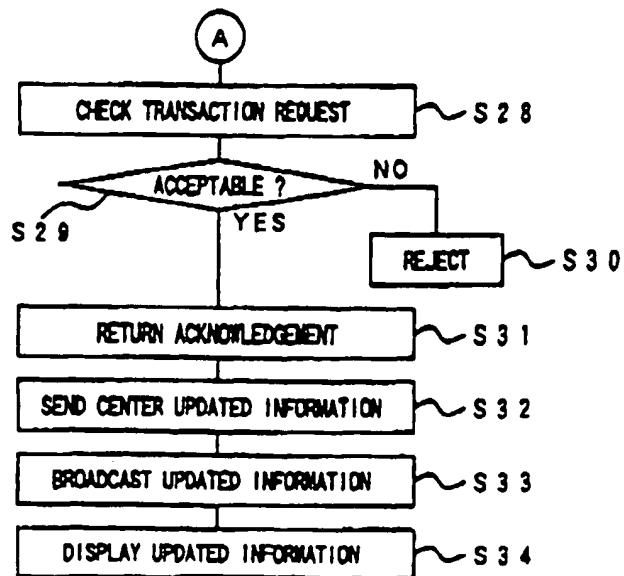 A
CHECK TRANSACTION REQUEST
S28
ACCEPTABLE ?
NO
S29
YES
REJECT
S30
RETURN ACKNOWLEDGEMENT
S31
SEND CENTER UPDATED INFORMATION
S32
BROADCAST UPDATED INFORMATION
S33
DISPLAY UPDATED INFORMATION
S34